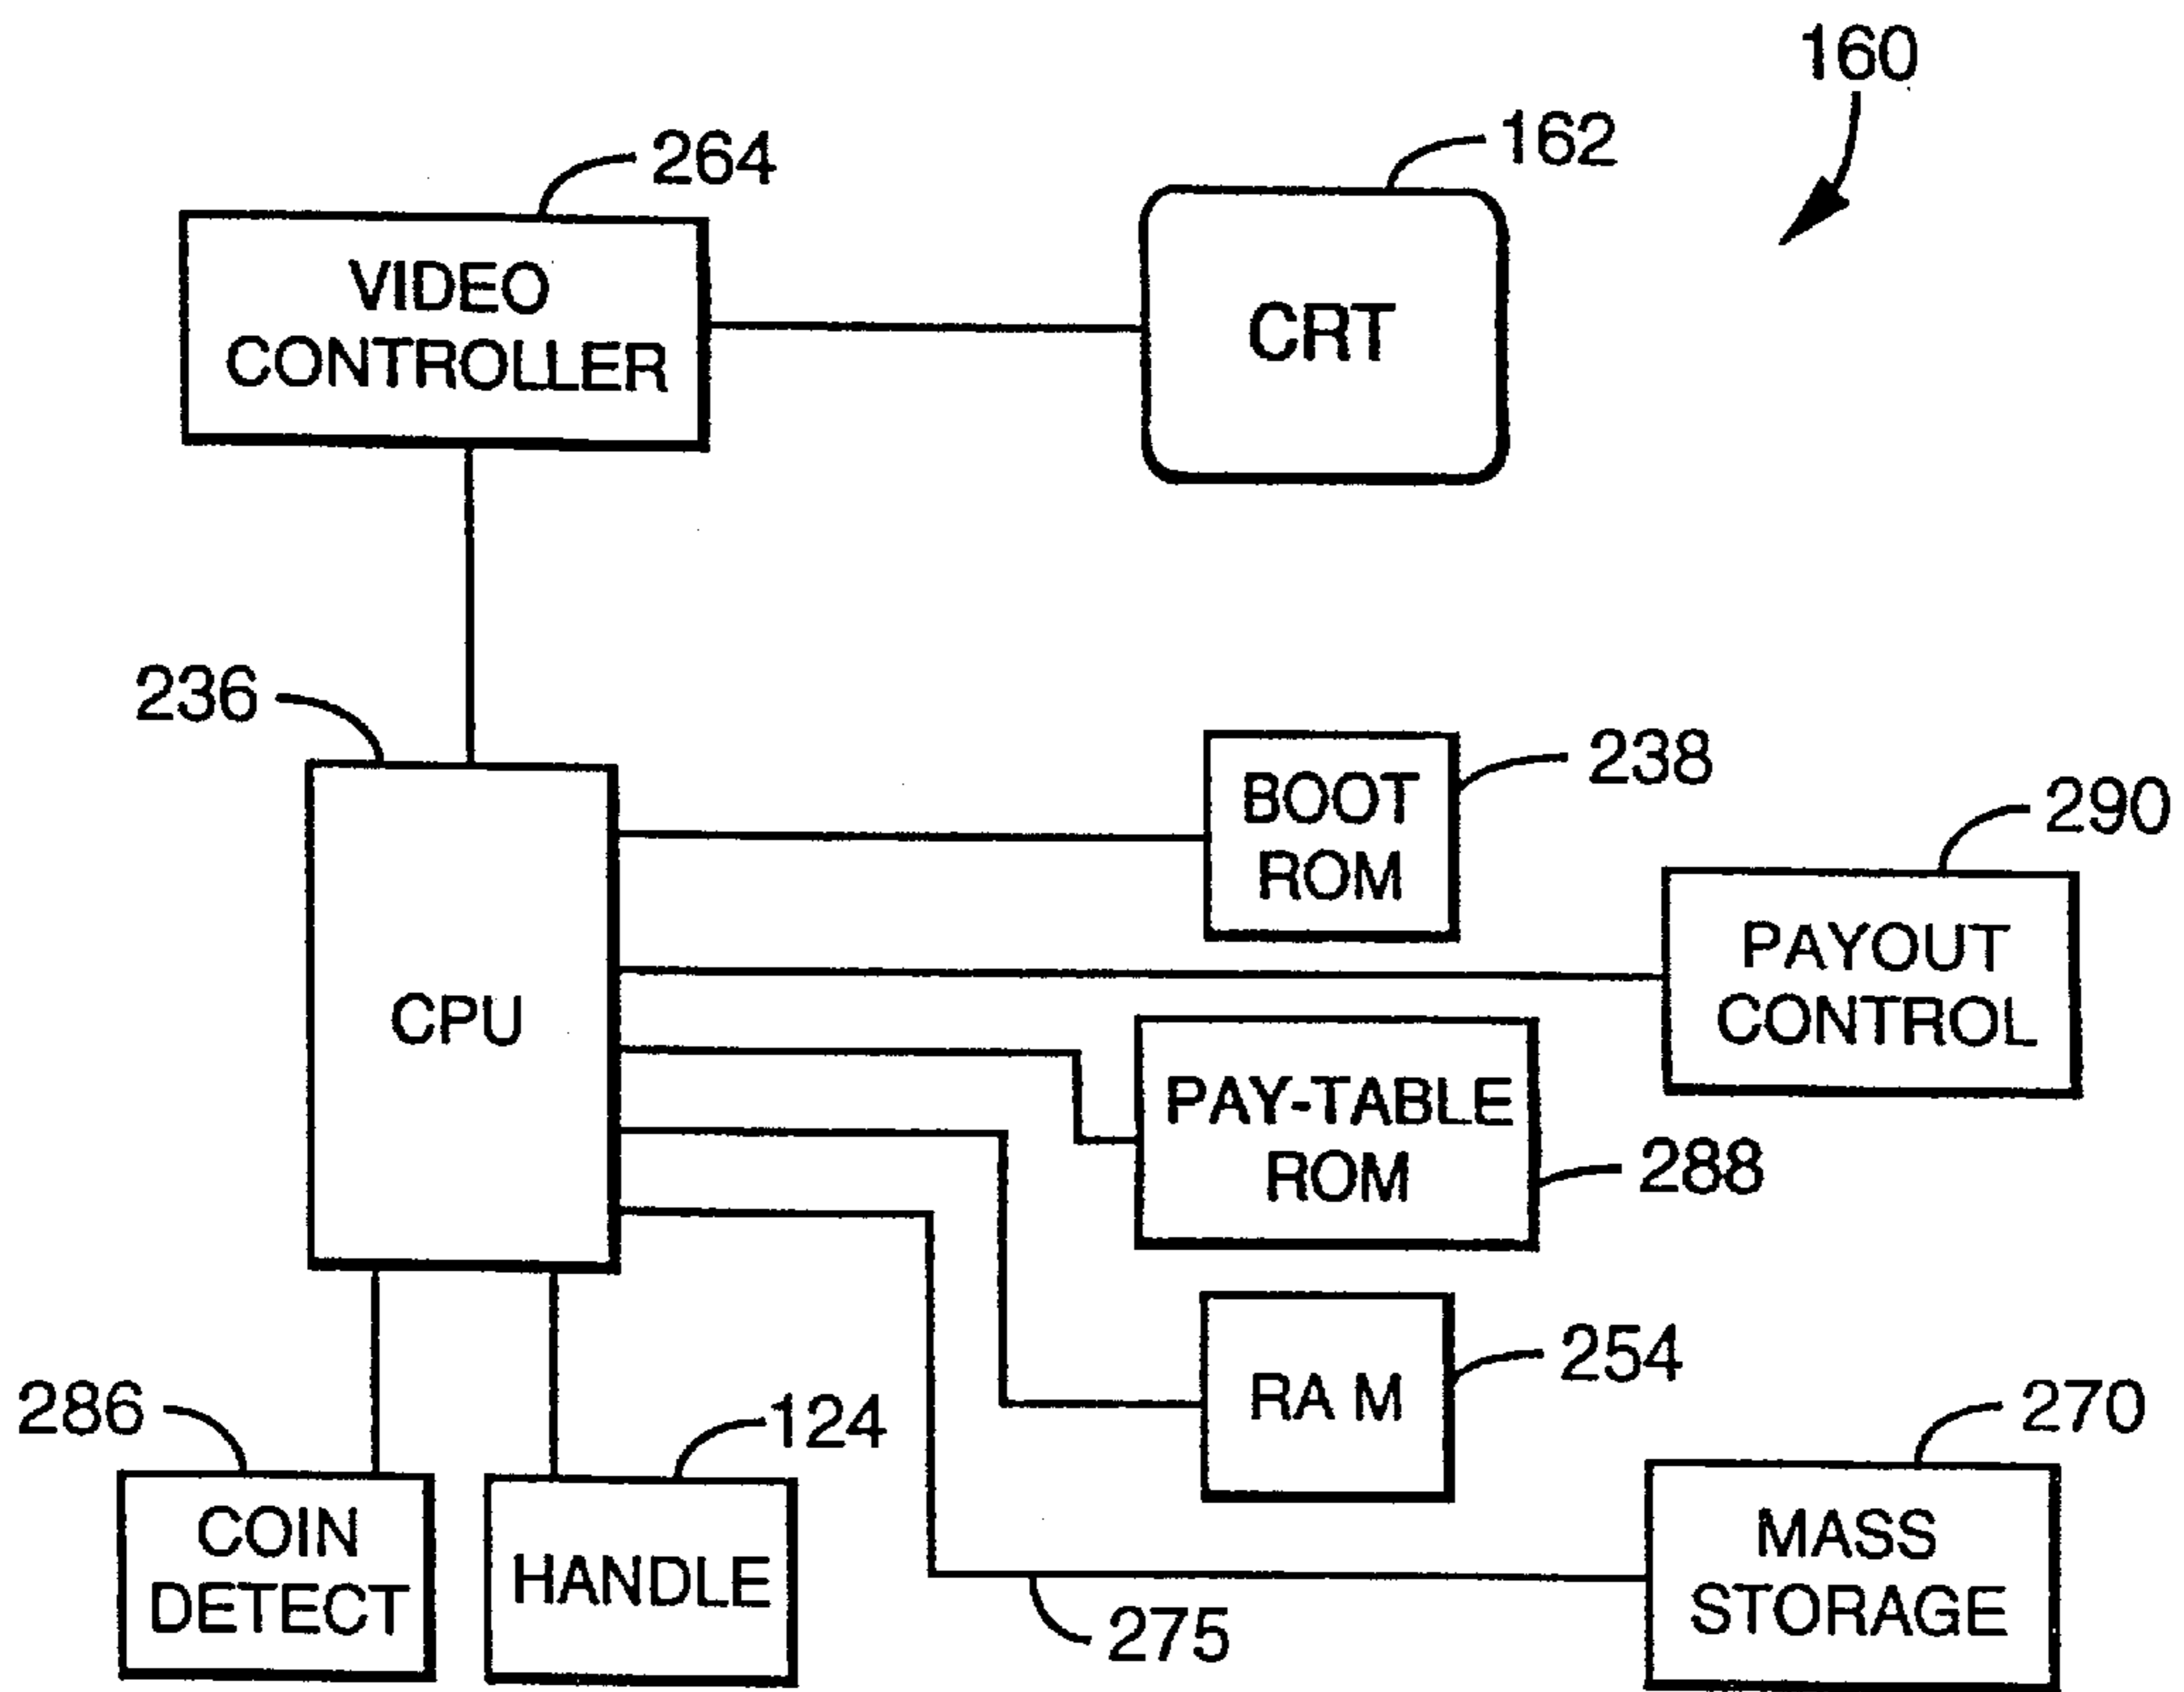 160
162
264
VIDEO
CONTROLLER
CRT
236
238
BOOT
ROM
290
PAYOUT
CONTROL
CPU
PAY-TABLE
ROM
288
254
RA M
286
124
270
COIN
DETECT
HANDLE
MASS
STORAGE
275